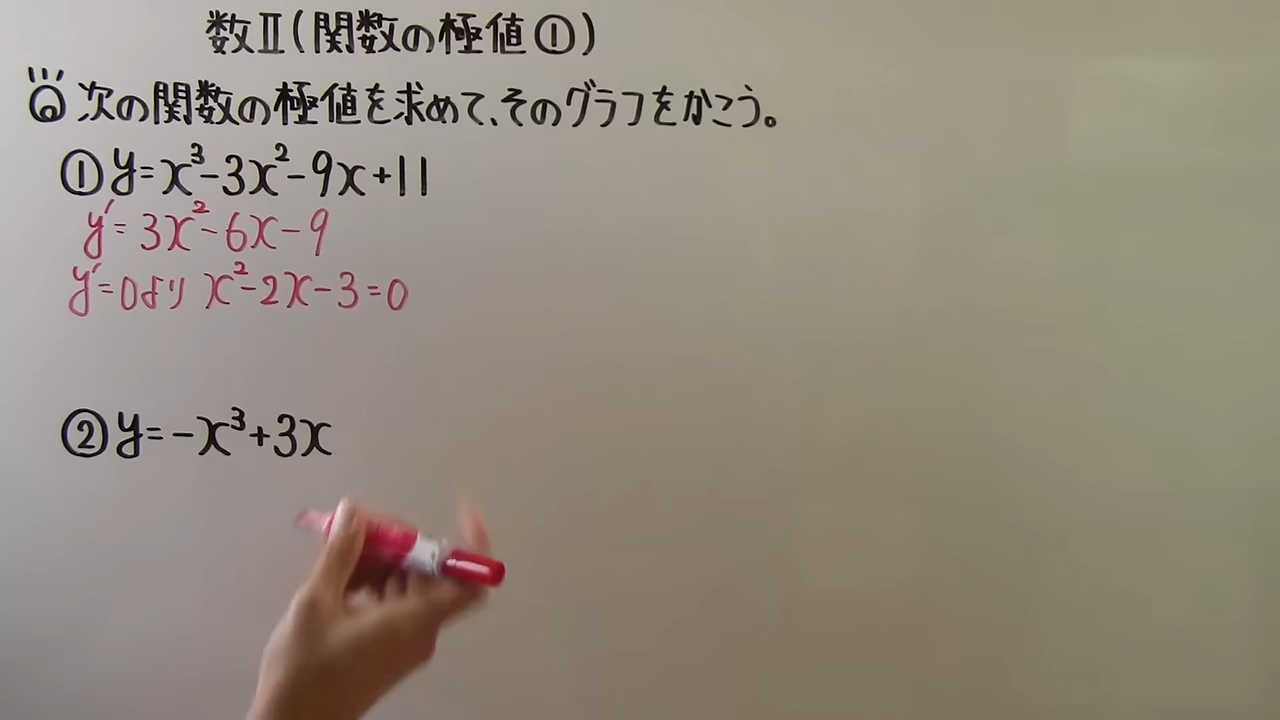 数Ⅱ(関数の極値①)
Q 次の関数の極値を求めて、そのグラフをかこう。
①y=x³-3x²-9x+11
y'=3x²-6x-9
y'=0より x²-2x-3=0
②y=-x³+3x